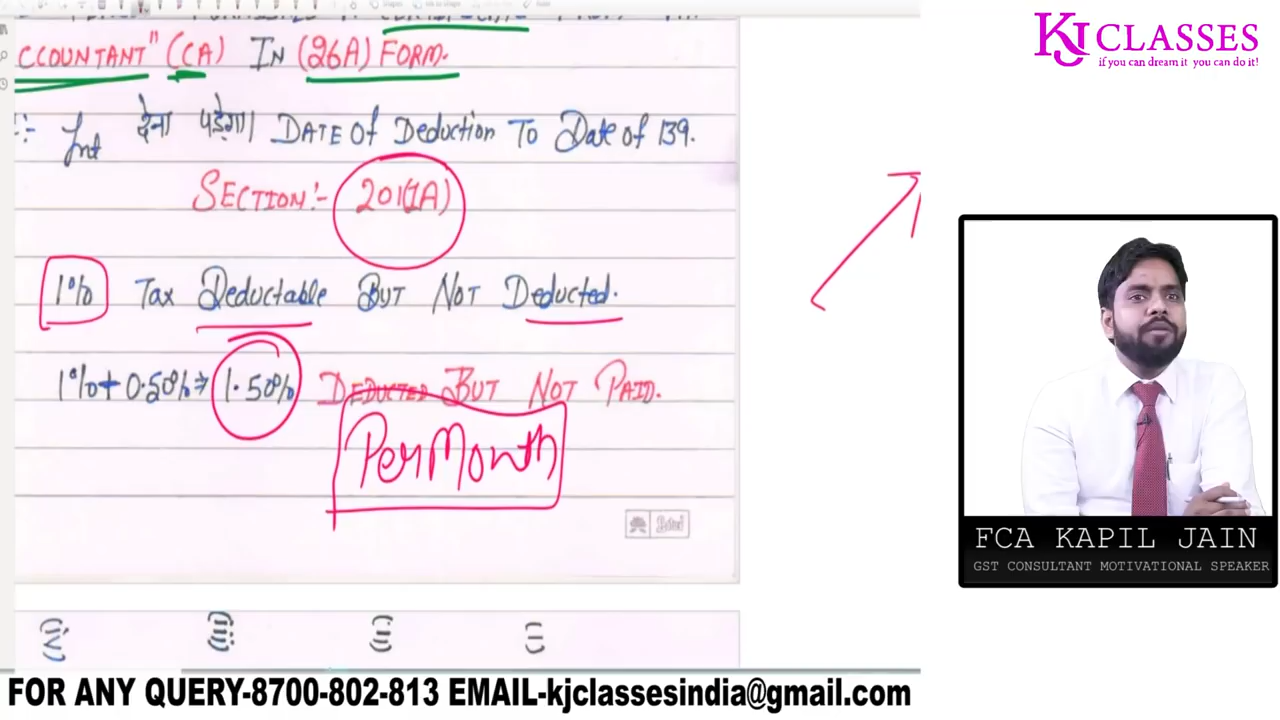 KJ CLASSES
if you can dream it you can do it!
CCOUNTANT" (CA) IN (26A) FORM.
:- Int देना पड़ेगा। DATE Of Deduction TO Date of 139.
SECTION:- 201(1A)
1% Tax Deductable BUT NOT Deducted.
1%+0.50%⇒ 1.50% DEDUCTED BUT NOT PAID.
Per Month
(iv) (iii) (ii) (i)
FCA KAPIL JAIN
GST CONSULTANT MOTIVATIONAL SPEAKER
FOR ANY QUERY-8700-802-813 EMAIL-kjclassesindia@gmail.com